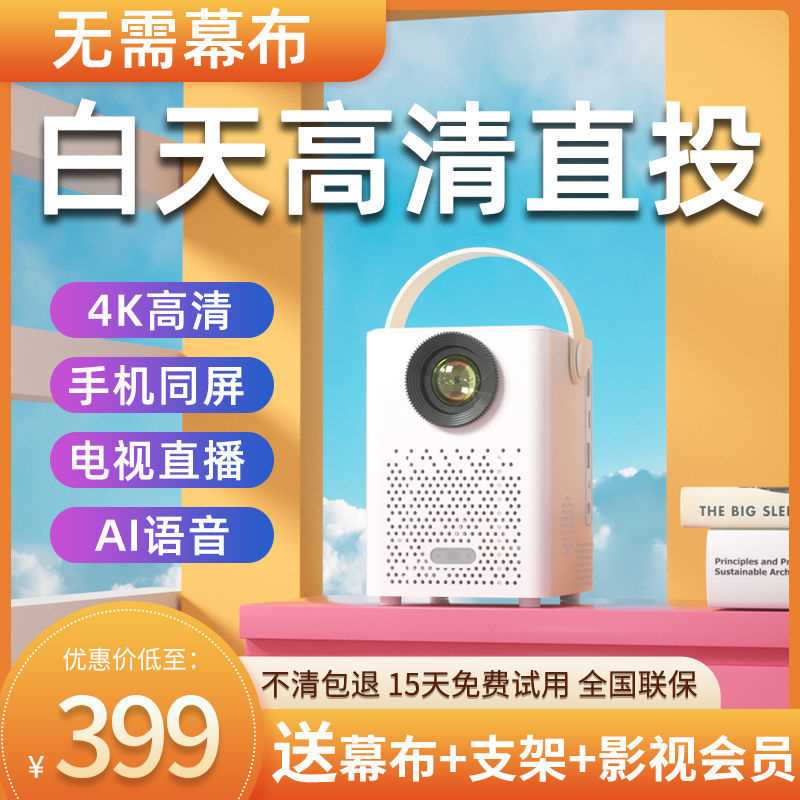 无需幕布
白天高清直投
4K高清
手机同屏
电视直播
AI语音
THE BIG SLE
Principles and Pr
Sustainable Arch
优惠价低至:
¥399
不清包退 15天免费试用 全国联保
送幕布+支架+影视会员